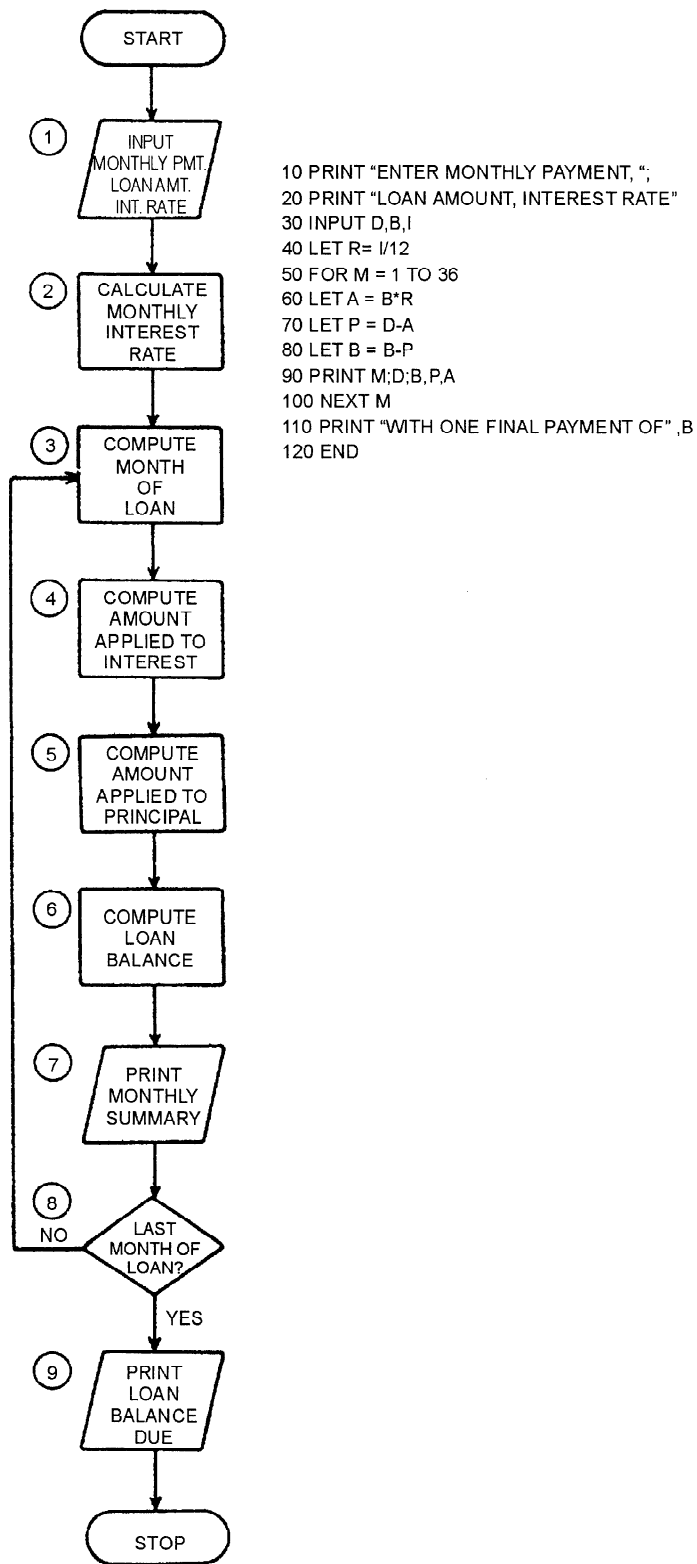 START
1
INPUT
MONTHLY PMT.
LOAN AMT.
INT. RATE
2
CALCULATE
MONTHLY
INTEREST
RATE
3
COMPUTE
MONTH
OF
LOAN
4
COMPUTE
AMOUNT
APPLIED TO
INTEREST
5
COMPUTE
AMOUNT
APPLIED TO
PRINCIPAL
6
COMPUTE
LOAN
BALANCE
7
PRINT
MONTHLY
SUMMARY
8
NO
LAST
MONTH OF
LOAN?
YES
9
PRINT
LOAN
BALANCE
DUE
STOP
10 PRINT “ENTER MONTHLY PAYMENT, “;
20 PRINT “LOAN AMOUNT, INTEREST RATE”
30 INPUT D,B,I
40 LET R= I/12
50 FOR M = 1 TO 36
60 LET A = B*R
70 LET P = D-A
80 LET B = B-P
90 PRINT M;D;B,P,A
100 NEXT M
110 PRINT “WITH ONE FINAL PAYMENT OF” ,B
120 END